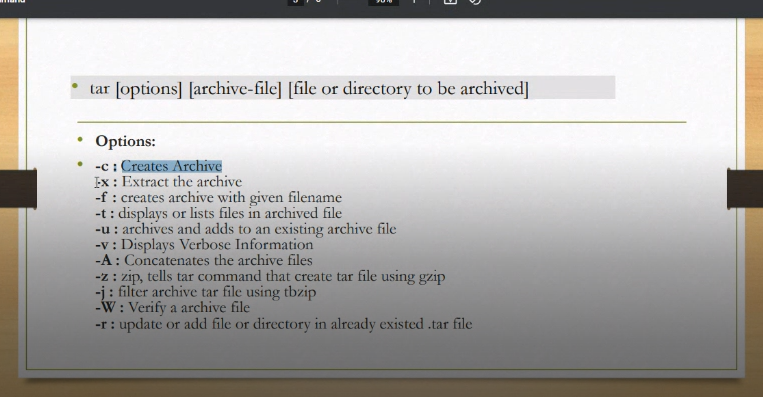 tar [options] [archive-file] [file or directory to be archived]
Options:
-c : Creates Archive
-x : Extract the archive
-f : creates archive with given filename
-t : displays or lists files in archived file
-u : archives and adds to an existing archive file
-v : Displays Verbose Information
-A : Concatenates the archive files
-z : zip, tells tar command that create tar file using gzip
-j : filter archive tar file using tbzip
-W : Verify a archive file
-r : update or add file or directory in already existed .tar file